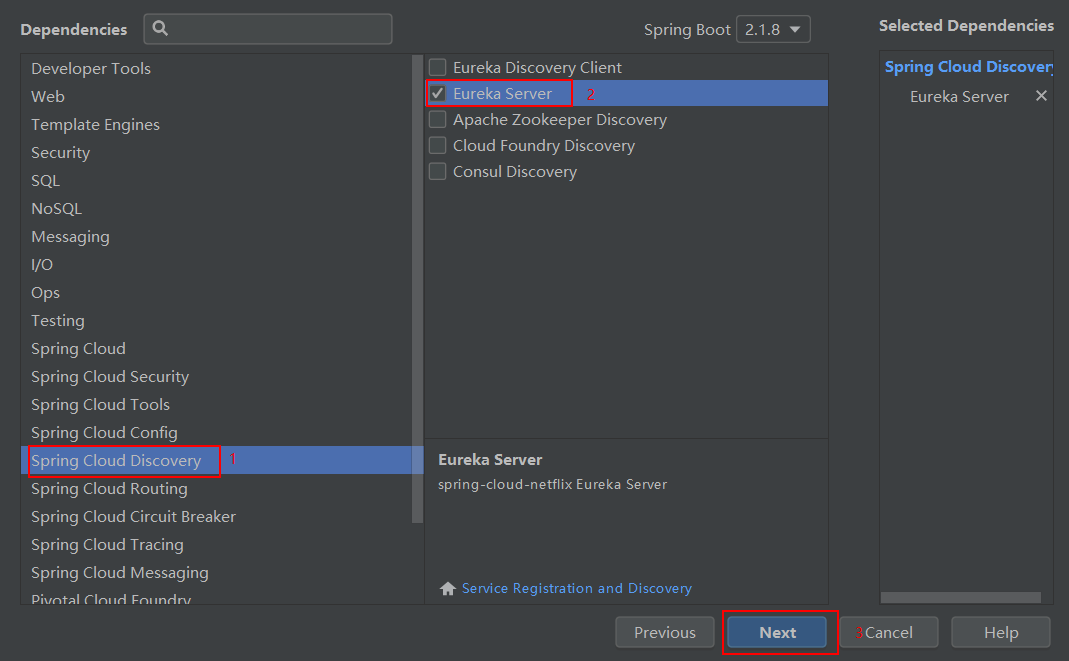 Dependencies
Spring Boot 2.1.8
Selected Dependencies
Developer Tools
Web
Template Engines
Security
SQL
NoSQL
Messaging
I/O
Ops
Testing
Spring Cloud
Spring Cloud Security
Spring Cloud Tools
Spring Cloud Config
Spring Cloud Discovery 1
Spring Cloud Routing
Spring Cloud Circuit Breaker
Spring Cloud Tracing
Spring Cloud Messaging
Pivotal Cloud Foundry
Eureka Discovery Client
Eureka Server 2
Apache Zookeeper Discovery
Cloud Foundry Discovery
Consul Discovery
Eureka Server
spring-cloud-netflix Eureka Server
Service Registration and Discovery
Spring Cloud Discovery
Eureka Server
Previous
Next
3
Cancel
Help